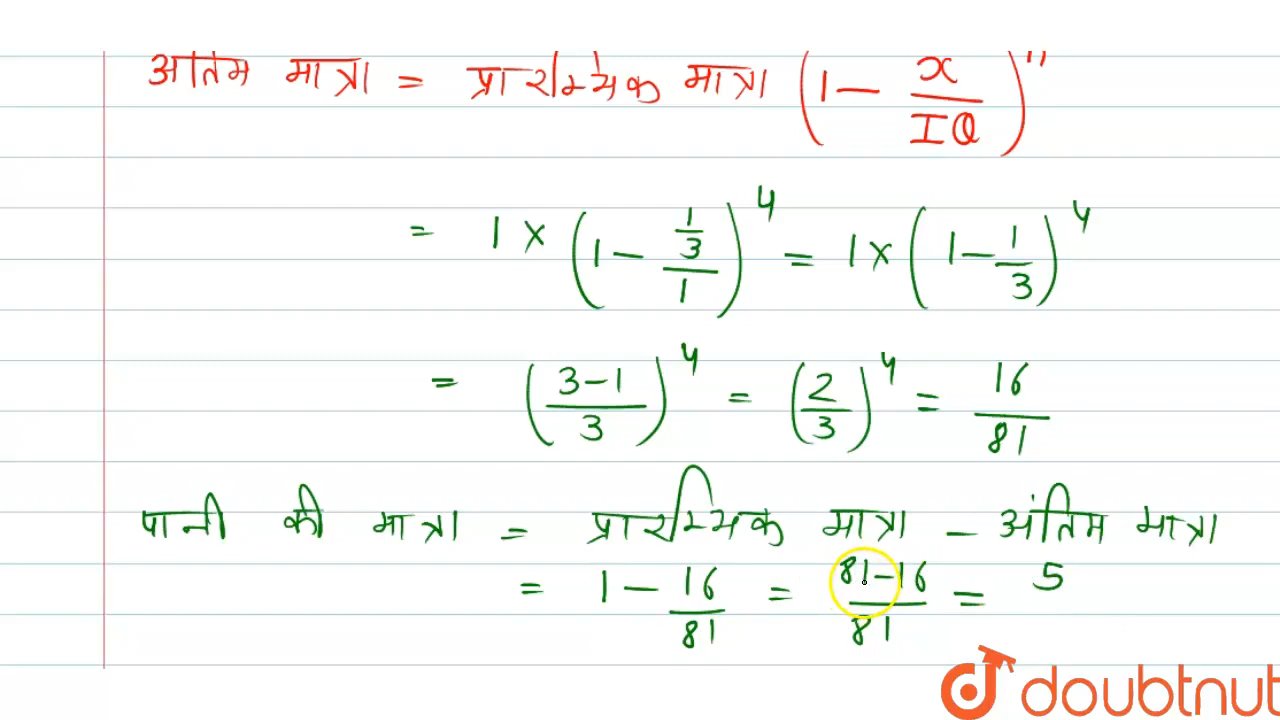 अंतिम मात्रा = प्रारम्भिक मात्रा (1 - x/IQ)^n
= 1 × (1 - (1/3)/1)^4 = 1 × (1 - 1/3)^4
= ((3-1)/3)^4 = (2/3)^4 = 16/81
पानी की मात्रा = प्रारम्भिक मात्रा - अंतिम मात्रा
= 1 - 16/81 = (81-16)/81 = 5
doubtnut